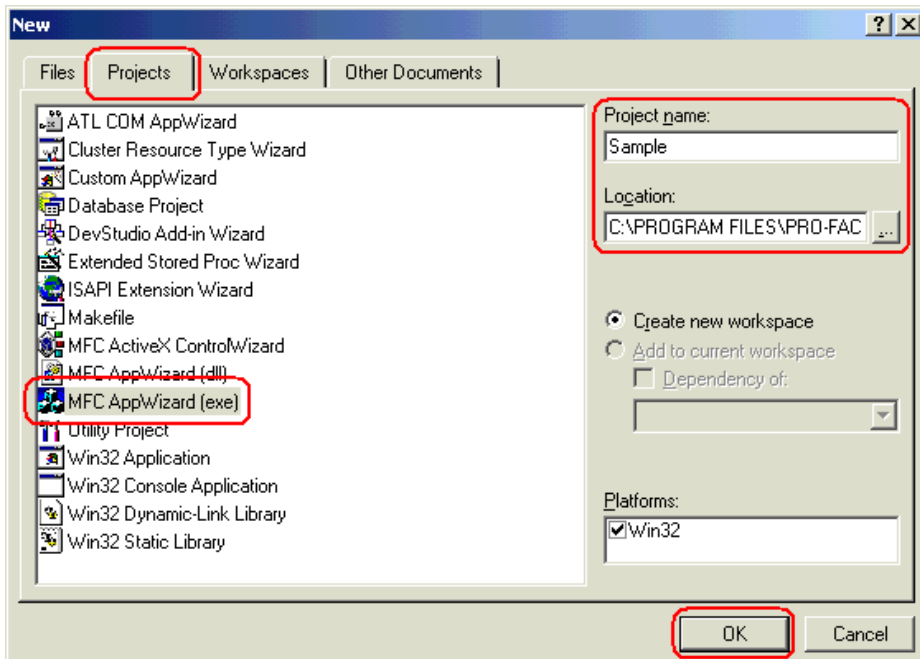 New
Files Projects Workspaces Other Documents
ATL COM AppWizard
Cluster Resource Type Wizard
Custom AppWizard
Database Project
DevStudio Add-in Wizard
Extended Stored Proc Wizard
ISAPI Extension Wizard
Makefile
MFC ActiveX ControlWizard
MFC AppWizard (dll)
MFC AppWizard (exe)
Utility Project
Win32 Application
Win32 Console Application
Win32 Dynamic-Link Library
Win32 Static Library
Project name:
Sample
Location:
C:\PROGRAM FILES\PRO-FAC
...
Create new workspace
Add to current workspace
Dependency of:
Platforms:
Win32
OK Cancel